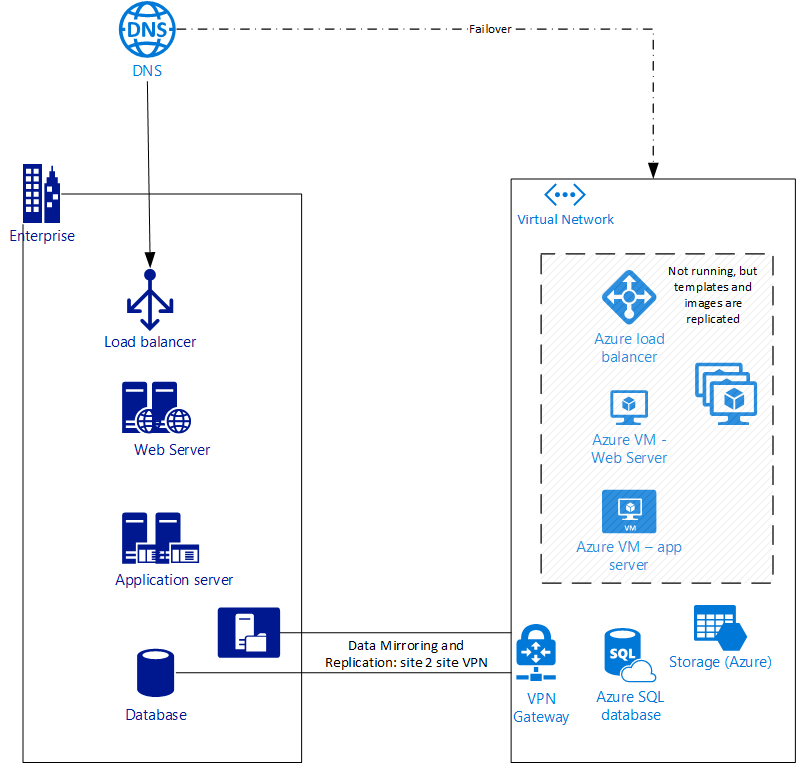 DNS
DNS
Failover
Enterprise
Load balancer
Web Server
Application server
Database
Data Mirroring and
Replication: site 2 site VPN
Virtual Network
Not running, but
templates and
images are
replicated
Azure load
balancer
Azure VM -
Web Server
VM
Azure VM – app
server
VPN
Gateway
SQL
Azure SQL
database
Storage (Azure)